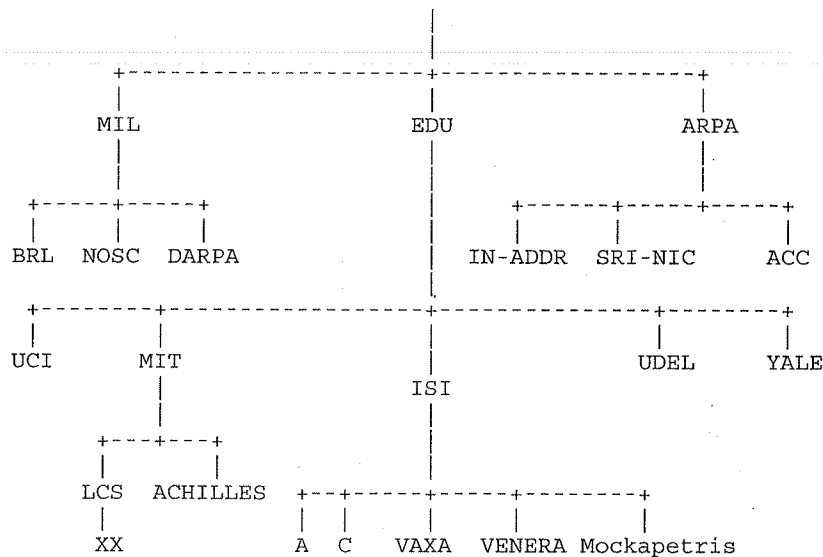 MIL EDU ARPA
BRL NOSC DARPA IN-ADDR SRI-NIC ACC
UCI MIT UDEL YALE
ISI
LCS ACHILLES
XX A C VAXA VENERA Mockapetris